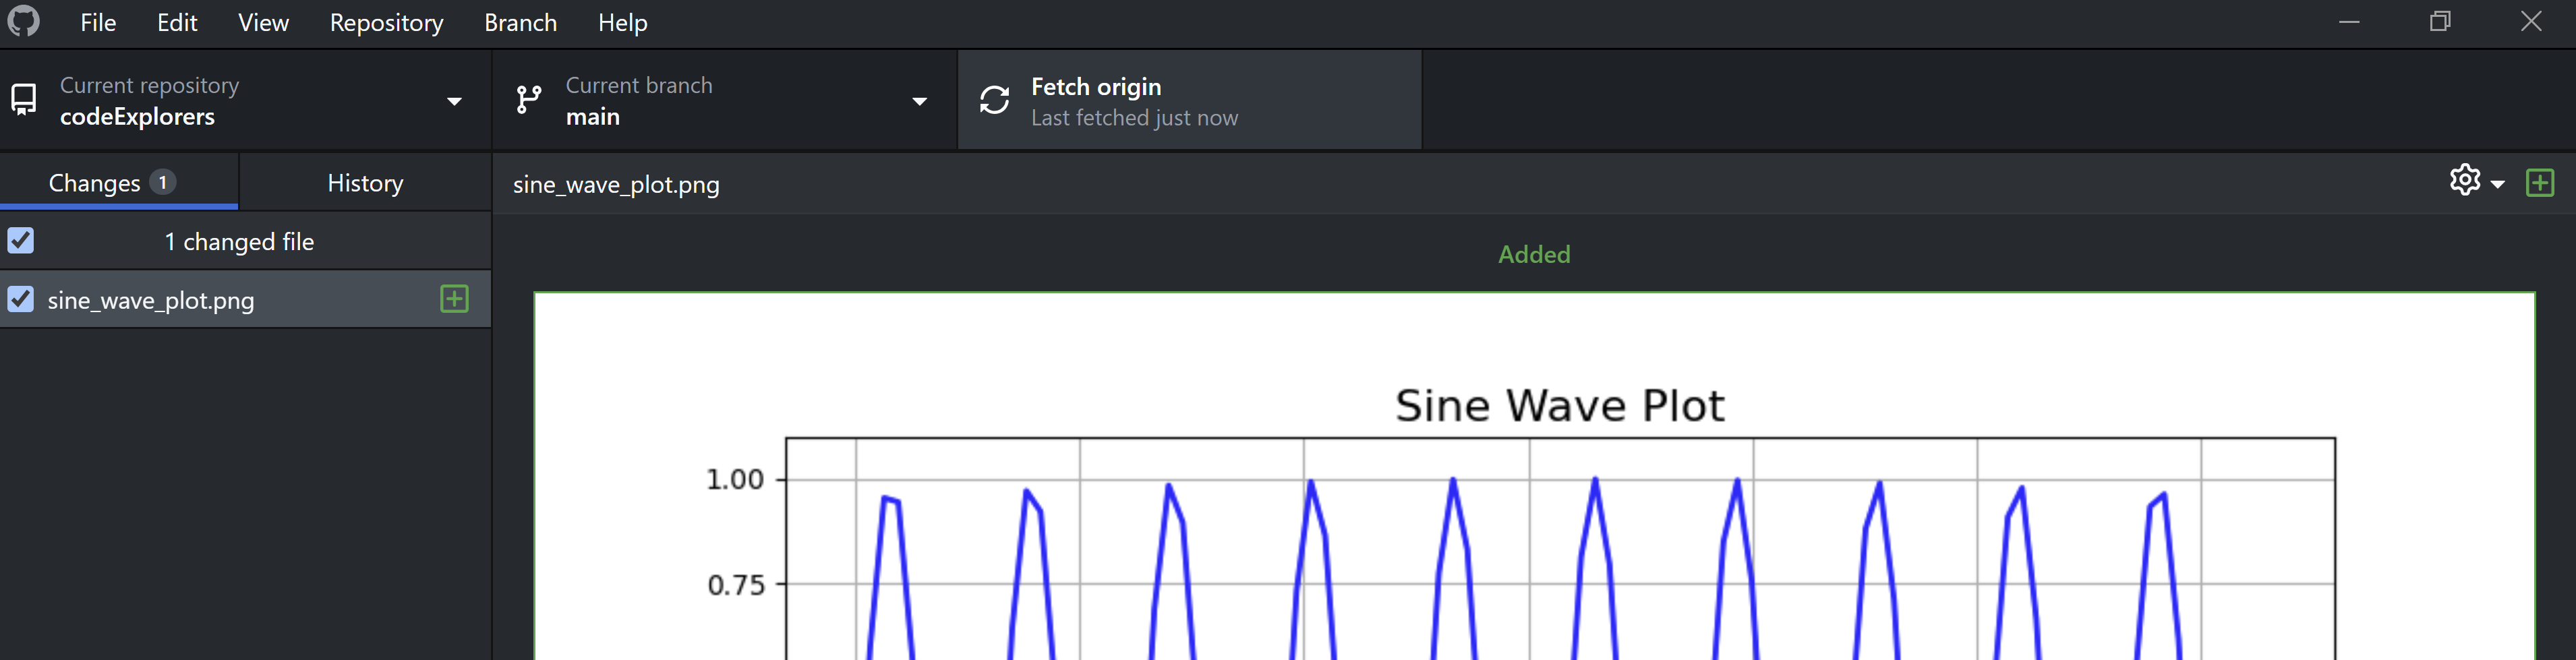 File Edit View Repository Branch Help
Current repository
codeExplorers
Current branch
main
Fetch origin
Last fetched just now
Changes 1
History
1 changed file
sine_wave_plot.png
sine_wave_plot.png
Added
Sine Wave Plot
1.00
0.75